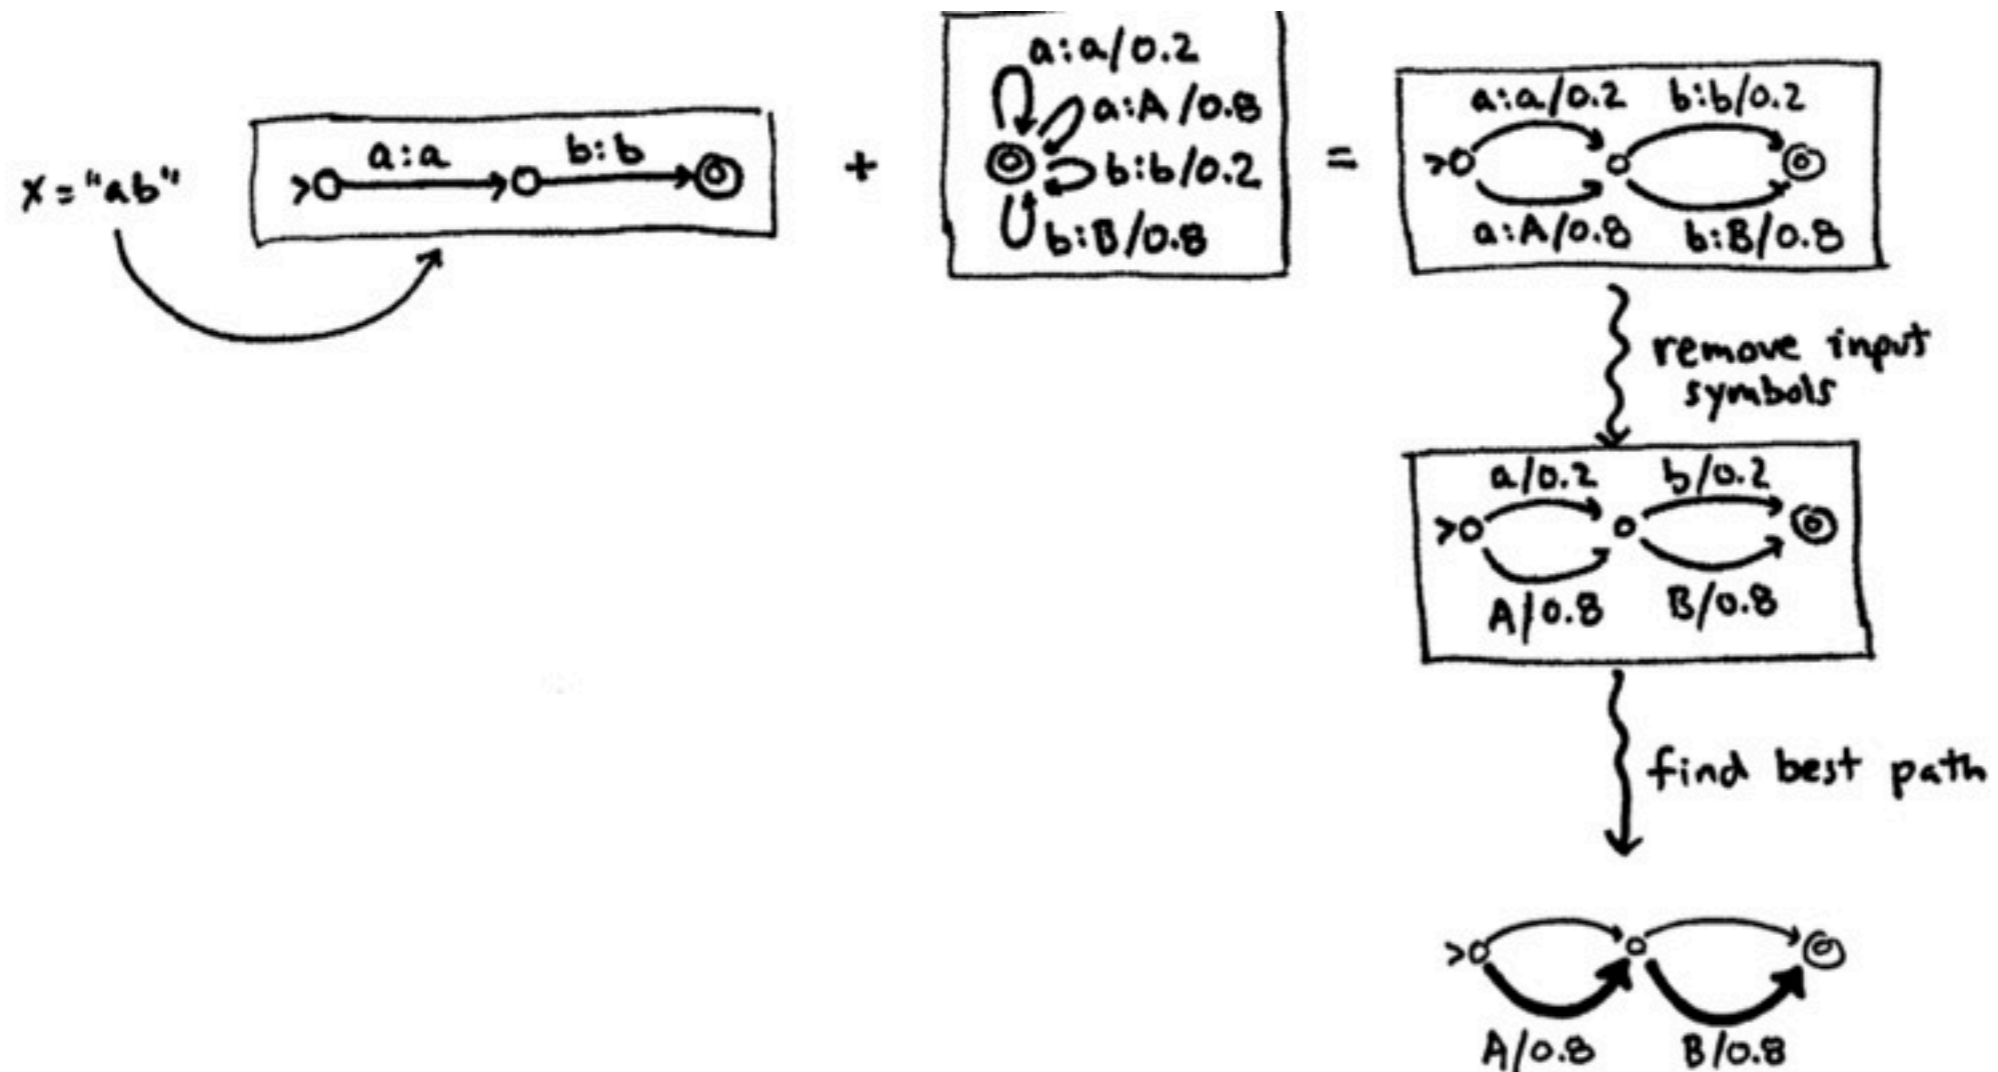 x = "ab"
a:a
b:b
+
a:a/0.2
a:A/0.8
b:b/0.2
b:B/0.8
=
a:a/0.2
b:b/0.2
a:A/0.8
b:B/0.8
remove input
symbols
a/0.2
b/0.2
A/0.8
B/0.8
find best path
A/0.8
B/0.8